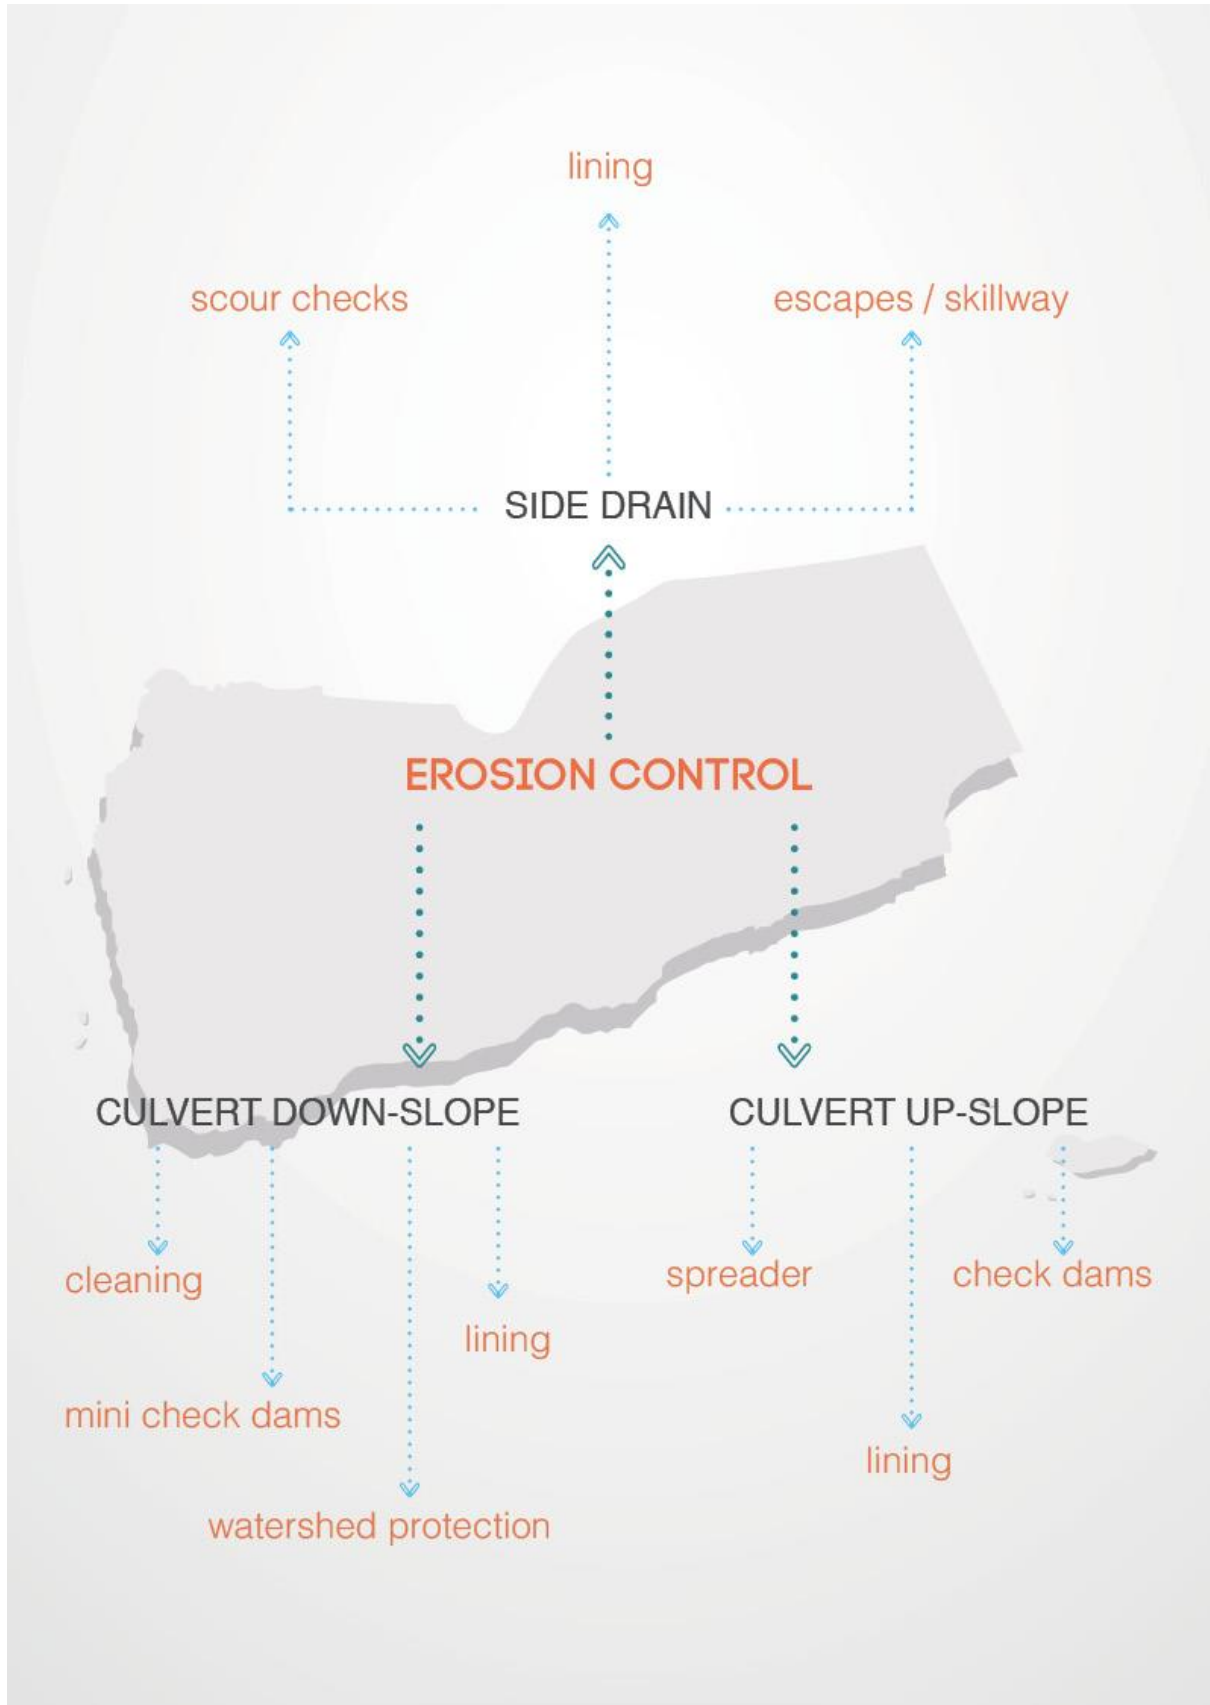 lining
scour checks
escapes / skillway
SIDE DRAIN
EROSION CONTROL
CULVERT DOWN-SLOPE
CULVERT UP-SLOPE
cleaning
spreader
check dams
lining
mini check dams
lining
watershed protection